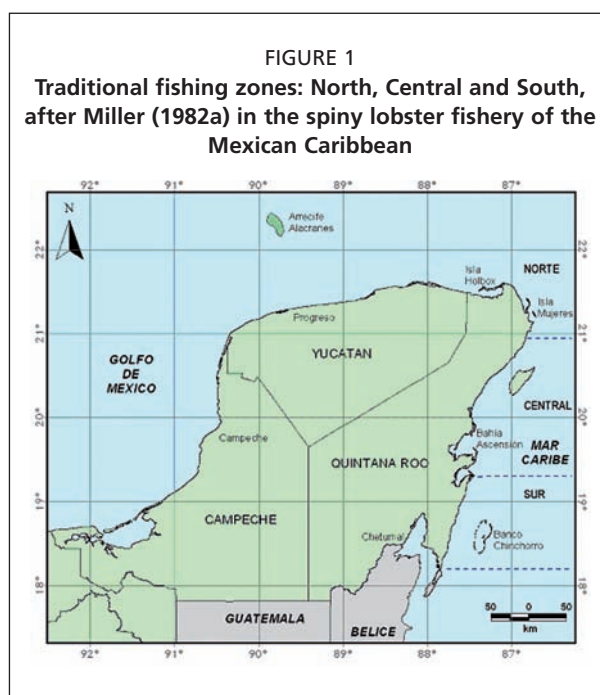 FIGURE 1
Traditional fishing zones: North, Central and South,
after Miller (1982a) in the spiny lobster fishery of the
Mexican Caribbean
92° 91° 90° 89° 88° 87°
N
Arrecife
Alacranes
22° 22°
Isla
Holbox
NORTE
Isla
Mujeres
Progreso
21° 21°
YUCATAN
GOLFO
DE
MEXICO
20° 20°
CENTRAL
Campeche
Bahía
Ascensión
MAR
CARIBE
QUINTANA ROO
19° 19°
SUR
CAMPECHE
Chetumal
Banco
Chinchorro
18° 18°
GUATEMALA
BELICE
50 0 50
km
92° 91° 90° 89° 88° 87°